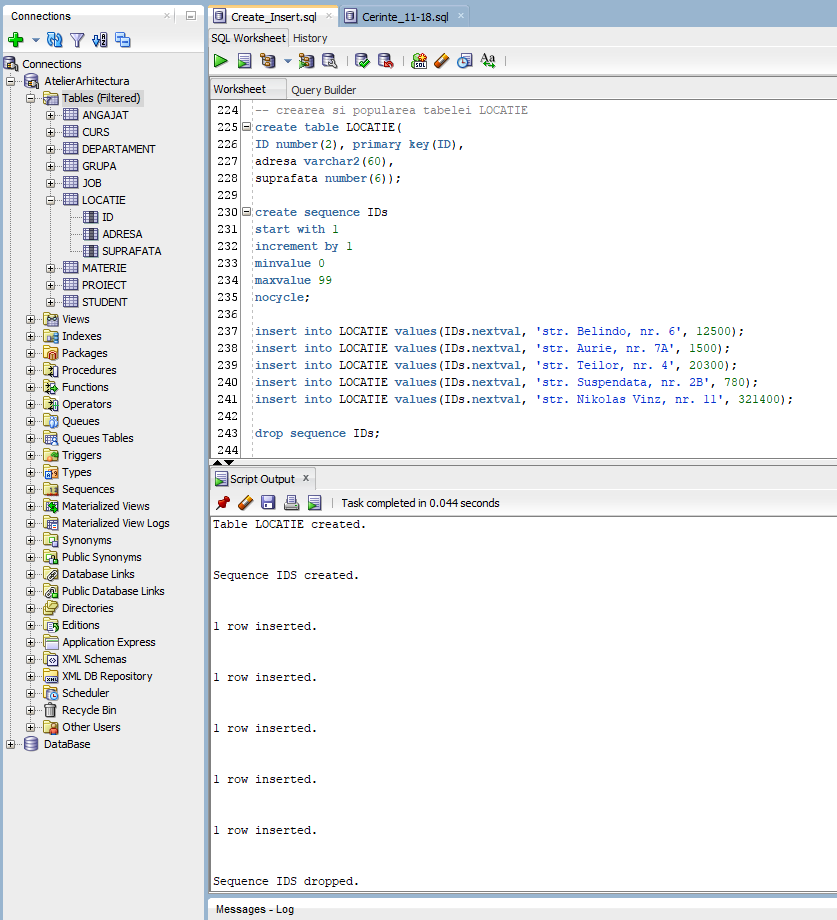 Connections
Connections
AtelierArhitectura
Tables (Filtered)
ANGAJAT
CURS
DEPARTAMENT
GRUPA
JOB
LOCATIE
ID
ADRESA
SUPRAFATA
MATERIE
PROIECT
STUDENT
Views
Indexes
Packages
Procedures
Functions
Operators
Queues
Queues Tables
Triggers
Types
Sequences
Materialized Views
Materialized View Logs
Synonyms
Public Synonyms
Database Links
Public Database Links
Directories
Editions
Application Express
XML Schemas
XML DB Repository
Scheduler
Recycle Bin
Other Users
DataBase
Create_Insert.sql Cerinte_11-18.sql
SQL Worksheet History
Worksheet Query Builder
224 -- crearea si popularea tabelei LOCATIE
225 create table LOCATIE(
226 ID number(2), primary key(ID),
227 adresa varchar2(60),
228 suprafata number(6));
229
230 create sequence IDs
231 start with 1
232 increment by 1
233 minvalue 0
234 maxvalue 99
235 nocycle;
236
237 insert into LOCATIE values(IDs.nextval, 'str. Belindo, nr. 6', 12500);
238 insert into LOCATIE values(IDs.nextval, 'str. Aurie, nr. 7A', 1500);
239 insert into LOCATIE values(IDs.nextval, 'str. Teilor, nr. 4', 20300);
240 insert into LOCATIE values(IDs.nextval, 'str. Suspendata, nr. 2B', 780);
241 insert into LOCATIE values(IDs.nextval, 'str. Nikolas Vinz, nr. 11', 321400);
242
243 drop sequence IDs;
244
Script Output x
Task completed in 0.044 seconds
Table LOCATIE created.
Sequence IDS created.
1 row inserted.
1 row inserted.
1 row inserted.
1 row inserted.
1 row inserted.
Sequence IDS dropped.
Messages - Log